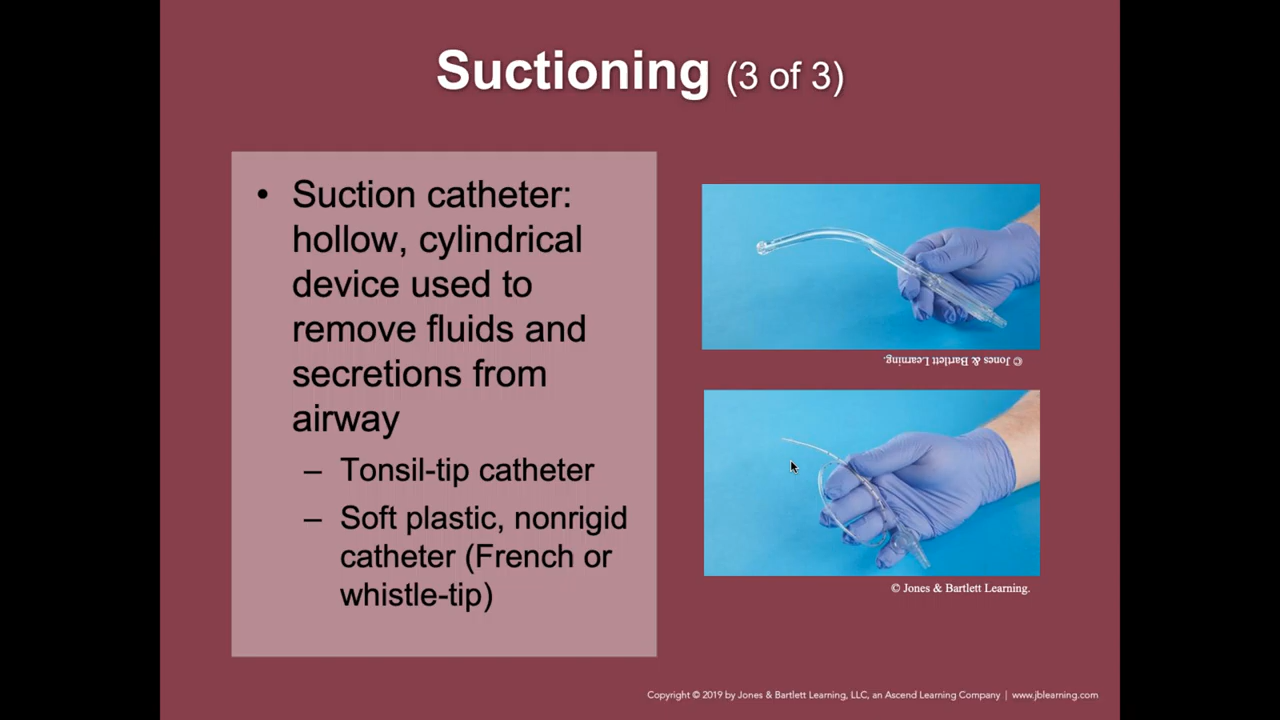 Suctioning (3 of 3)
• Suction catheter:
hollow, cylindrical
device used to
remove fluids and
secretions from
airway
– Tonsil-tip catheter
– Soft plastic, nonrigid
catheter (French or
whistle-tip)
© Jones & Bartlett Learning.
© Jones & Bartlett Learning.
Copyright © 2019 by Jones & Bartlett Learning, LLC, an Ascend Learning Company | www.jblearning.com